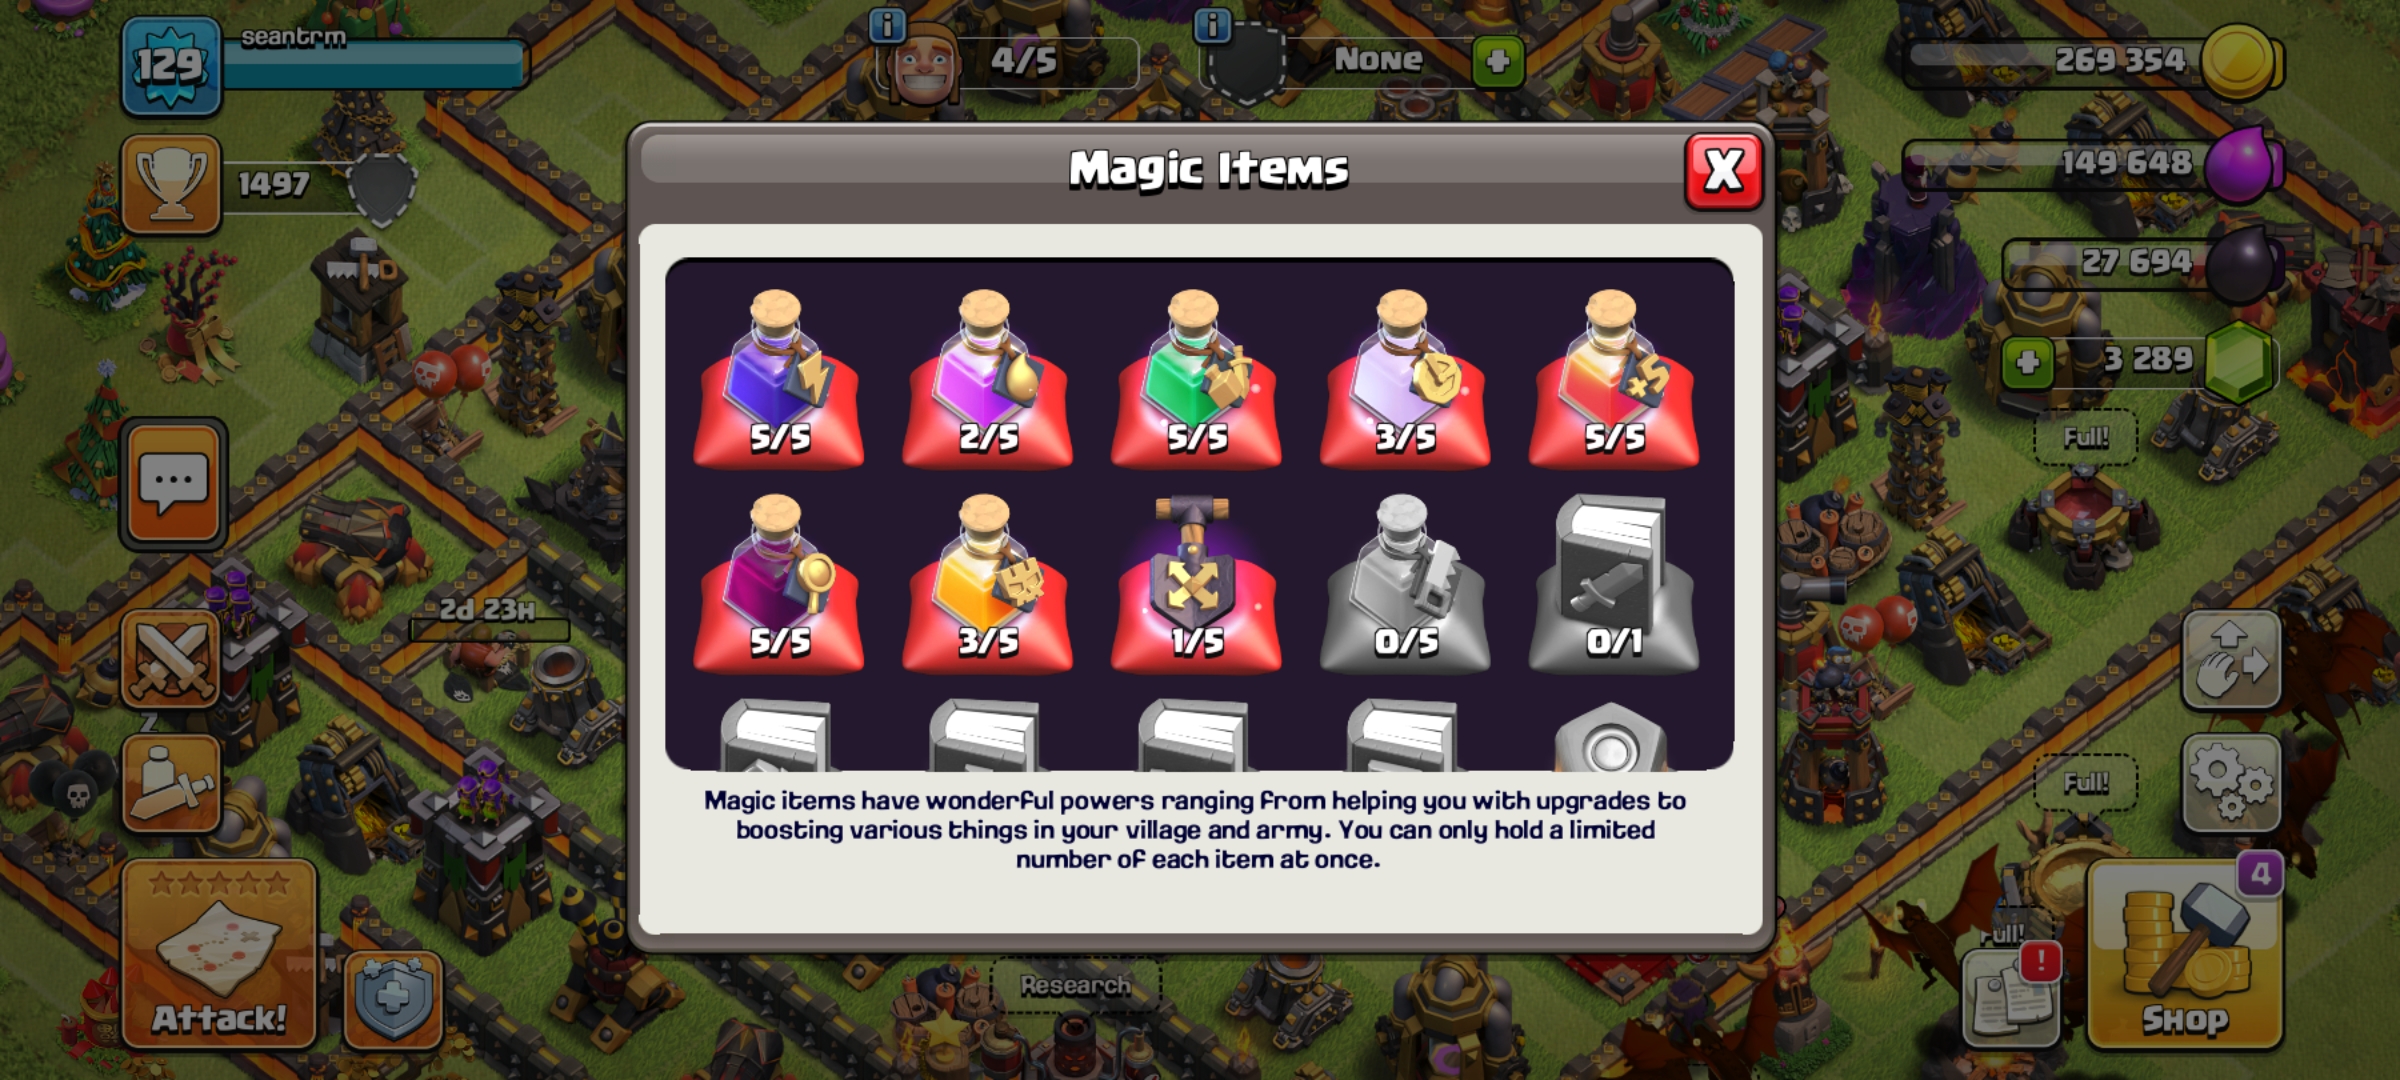 129
seantrm
4/5
None
269 354
1497
149 648
27 694
3 289
Full!
Magic Items
X
5/5
2/5
5/5
3/5
x5
5/5
5/5
3/5
1/5
0/5
0/1
2d 23H
Z
Full!
Magic items have wonderful powers ranging from helping you with upgrades to
boosting various things in your village and army. You can only hold a limited
number of each item at once.
4
Full!
!
Research
Attack!
Shop